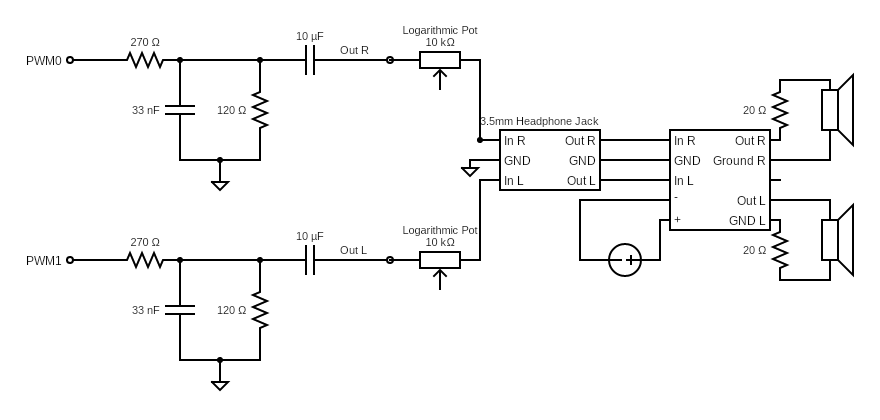 PWM0
270 Ω
33 nF
120 Ω
10 µF
Out R
Logarithmic Pot
10 kΩ
3.5mm Headphone Jack
In R
Out R
GND
GND
In L
Out L
In R
Out R
GND
Ground R
In L
-
Out L
+
GND L
20 Ω
20 Ω
PWM1
270 Ω
33 nF
120 Ω
10 µF
Out L
Logarithmic Pot
10 kΩ